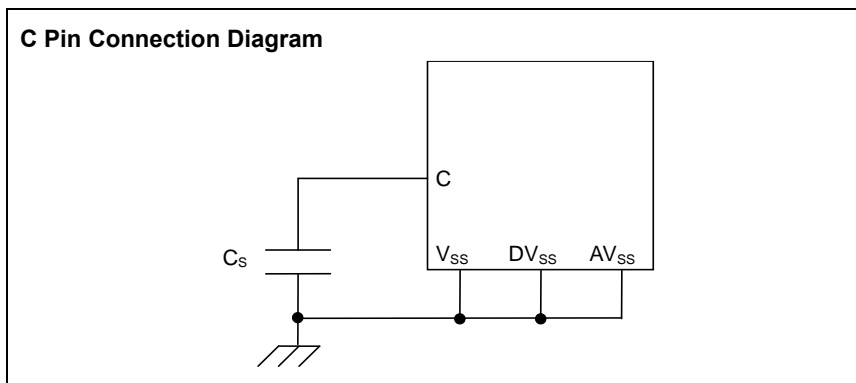 C Pin Connection Diagram
C
Cs
Vss DVss AVss